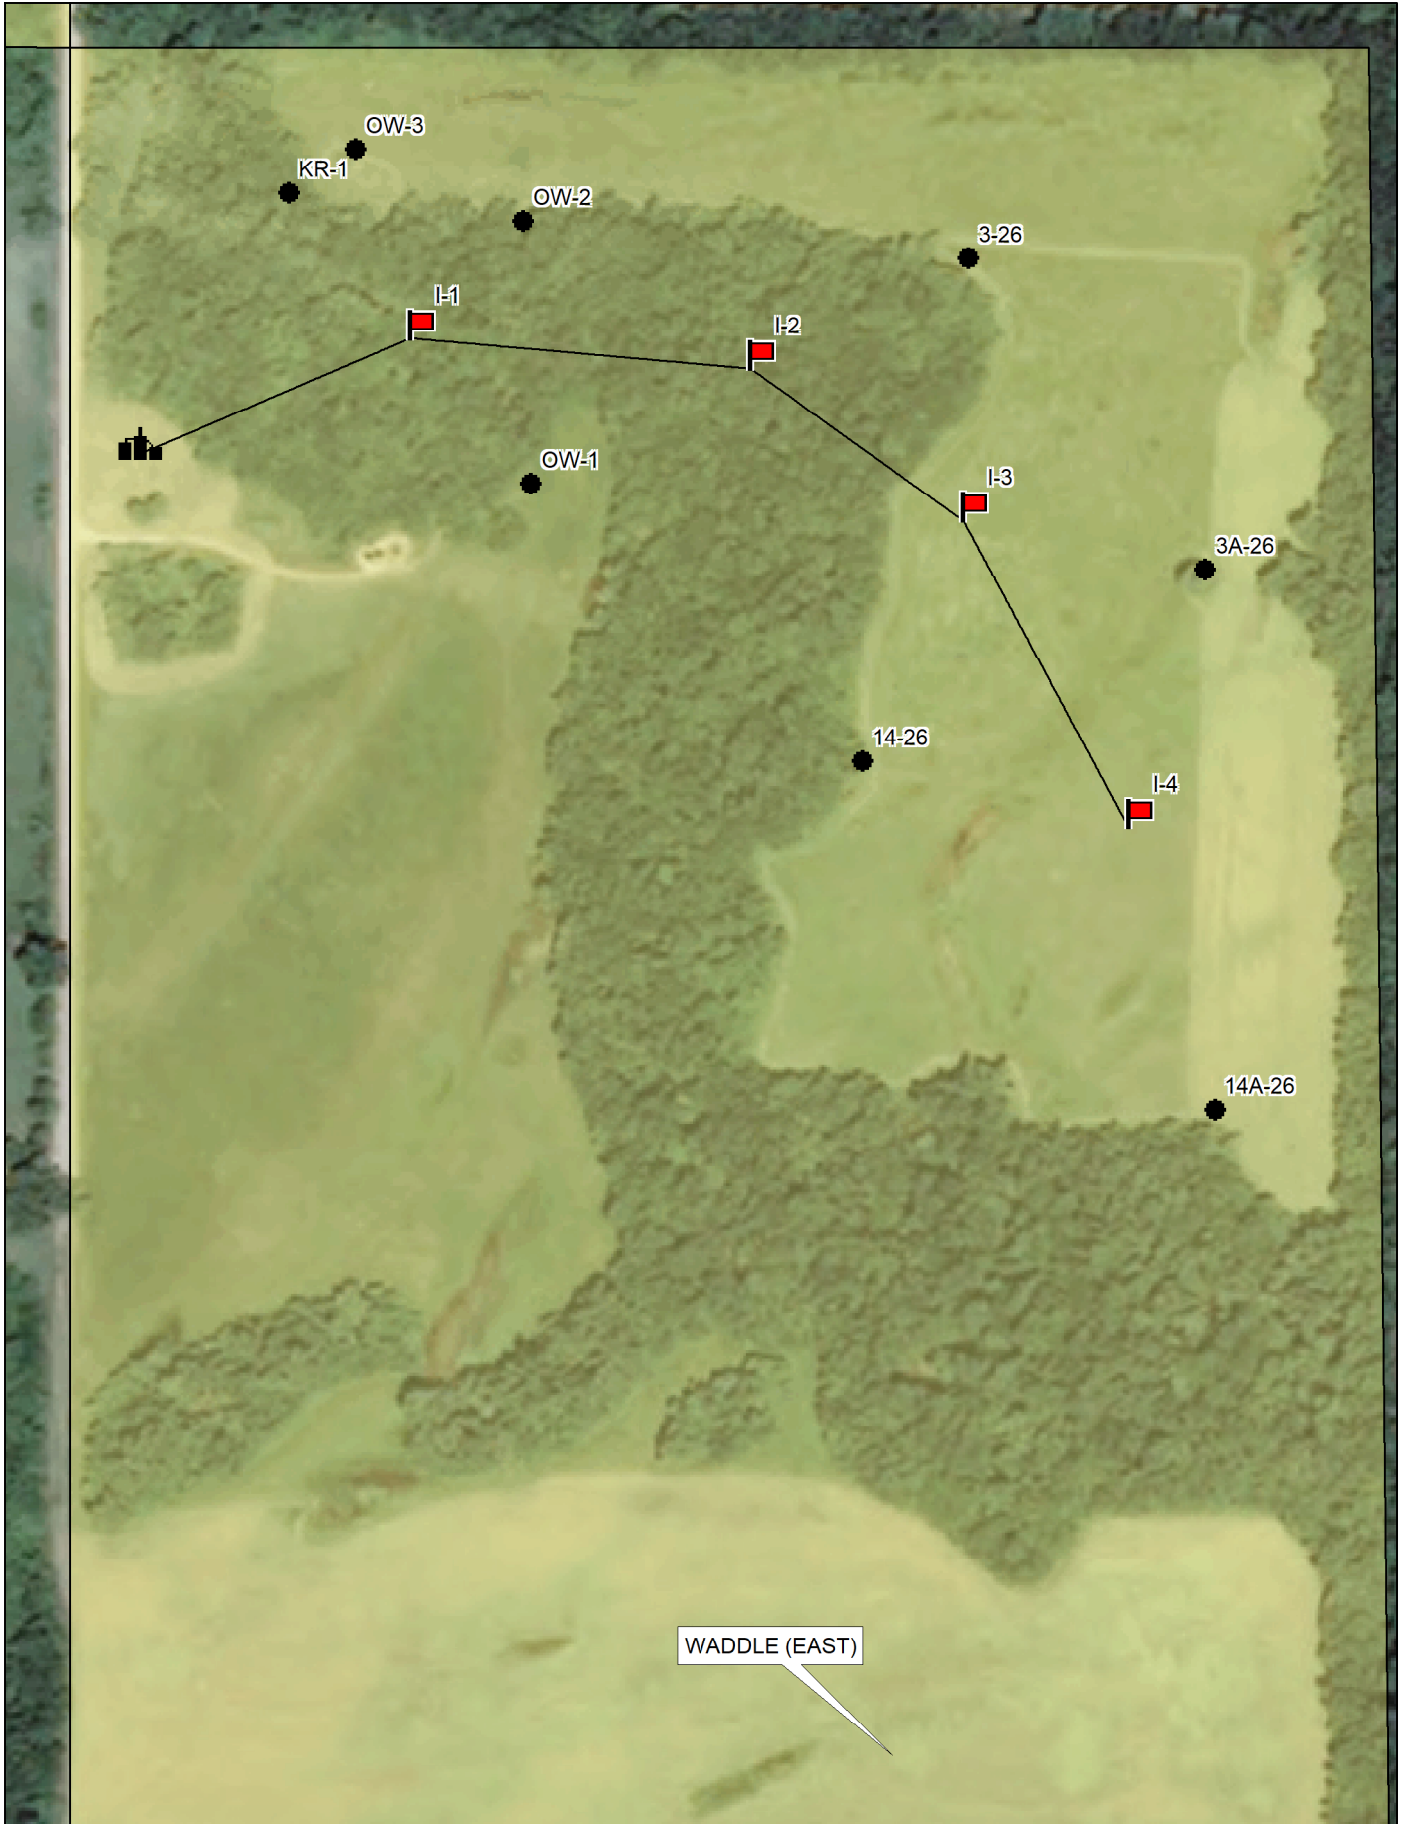 OW-3
KR-1
OW-2
3-26
I-1
I-2
OW-1
I-3
3A-26
14-26
I-4
14A-26
WADDLE (EAST)